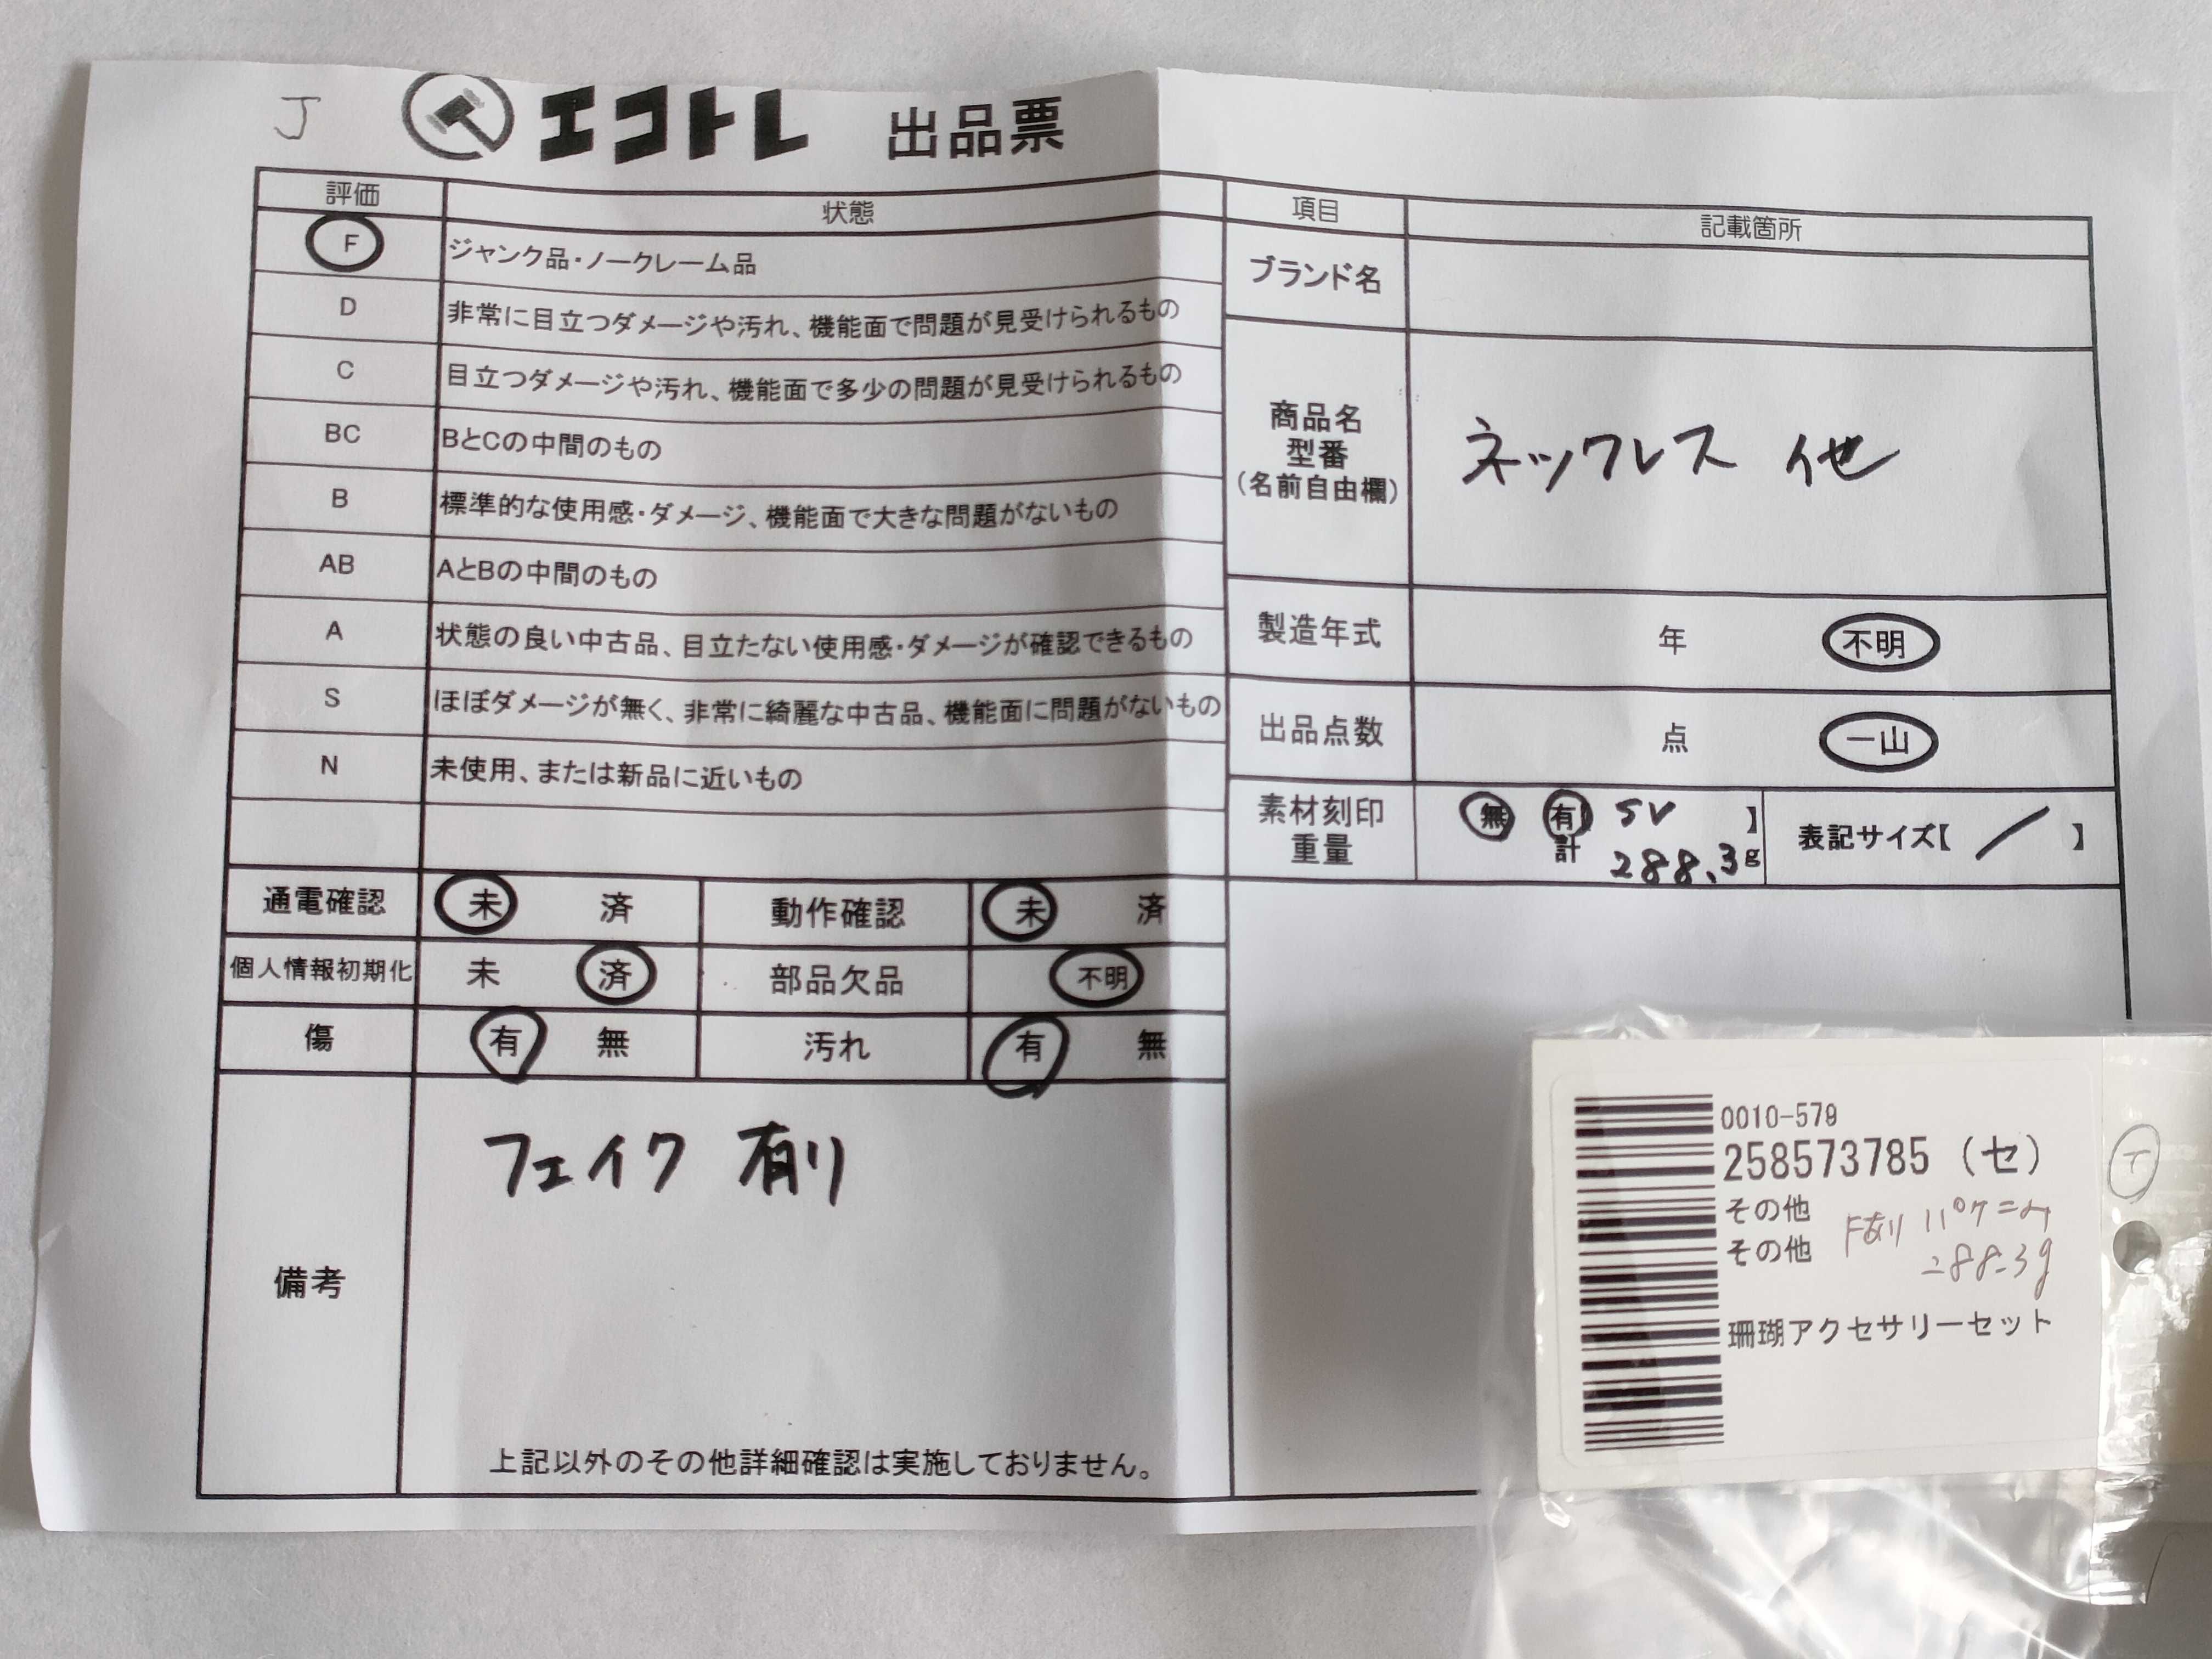 J
エコトレ 出品票
評価 状態
F ジャンク品・ノークレーム品
D 非常に目立つダメージや汚れ、機能面で問題が見受けられるもの
C 目立つダメージや汚れ、機能面で多少の問題が見受けられるもの
BC BとCの中間のもの
B 標準的な使用感・ダメージ、機能面で大きな問題がないもの
AB AとBの中間のもの
A 状態の良い中古品、目立たない使用感・ダメージが確認できるもの
S ほぼダメージが無く、非常に綺麗な中古品、機能面に問題がないもの
N 未使用、または新品に近いもの
通電確認 未 済 動作確認 未 済
個人情報初期化 未 済 部品欠品 不明
傷 有 無 汚れ 有 無
備考
フェイク 有り
上記以外のその他詳細確認は実施しておりません。
項目 記載箇所
ブランド名
商品名
型番
(名前自由欄)
ネックレス 他
製造年式 年 不明
出品点数 点 一山
素材刻印
重量
無 有 SV 】
計 288.3g
表記サイズ【 / 】
0010-579
258573785 (セ)
その他
その他
F有り
288.3g
珊瑚アクセサリーセット